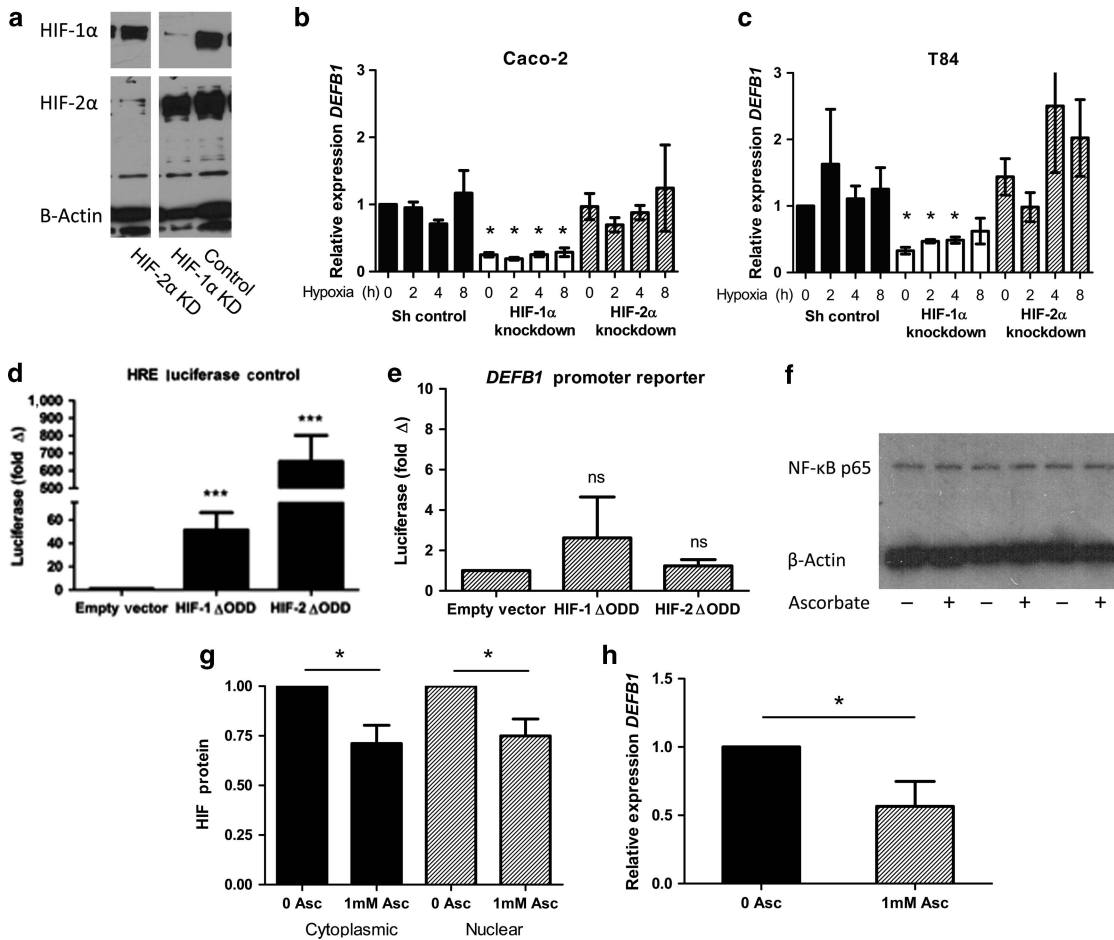 a
HIF-1α
HIF-2α
B-Actin
HIF-2α KD
HIF-1α KD
Control
b
Caco-2
Relative expression DEFB1
3
2
1
0
* * * *
Hypoxia (h) 0 2 4 8 0 2 4 8 0 2 4 8
Sh control
HIF-1α knockdown
HIF-2α knockdown
c
T84
Relative expression DEFB1
3
2
1
0
* * *
Hypoxia (h) 0 2 4 8 0 2 4 8 0 2 4 8
Sh control
HIF-1α knockdown
HIF-2α knockdown
d
HRE luciferase control
Luciferase (fold Δ)
1,000
900
800
700
600
500
60
40
20
0
***
***
Empty vector HIF-1 ΔODD HIF-2 ΔODD
e
DEFB1 promoter reporter
Luciferase (fold Δ)
10
8
6
4
2
0
ns
ns
Empty vector HIF-1 ΔODD HIF-2 ΔODD
f
NF-κB p65
β-Actin
Ascorbate − + − + − +
g
HIF protein
1.00
0.75
0.50
0.25
0.00
*
*
0 Asc 1mM Asc 0 Asc 1mM Asc
Cytoplasmic Nuclear
h
Relative expression DEFB1
1.5
1.0
0.5
0.0
*
0 Asc 1mM Asc